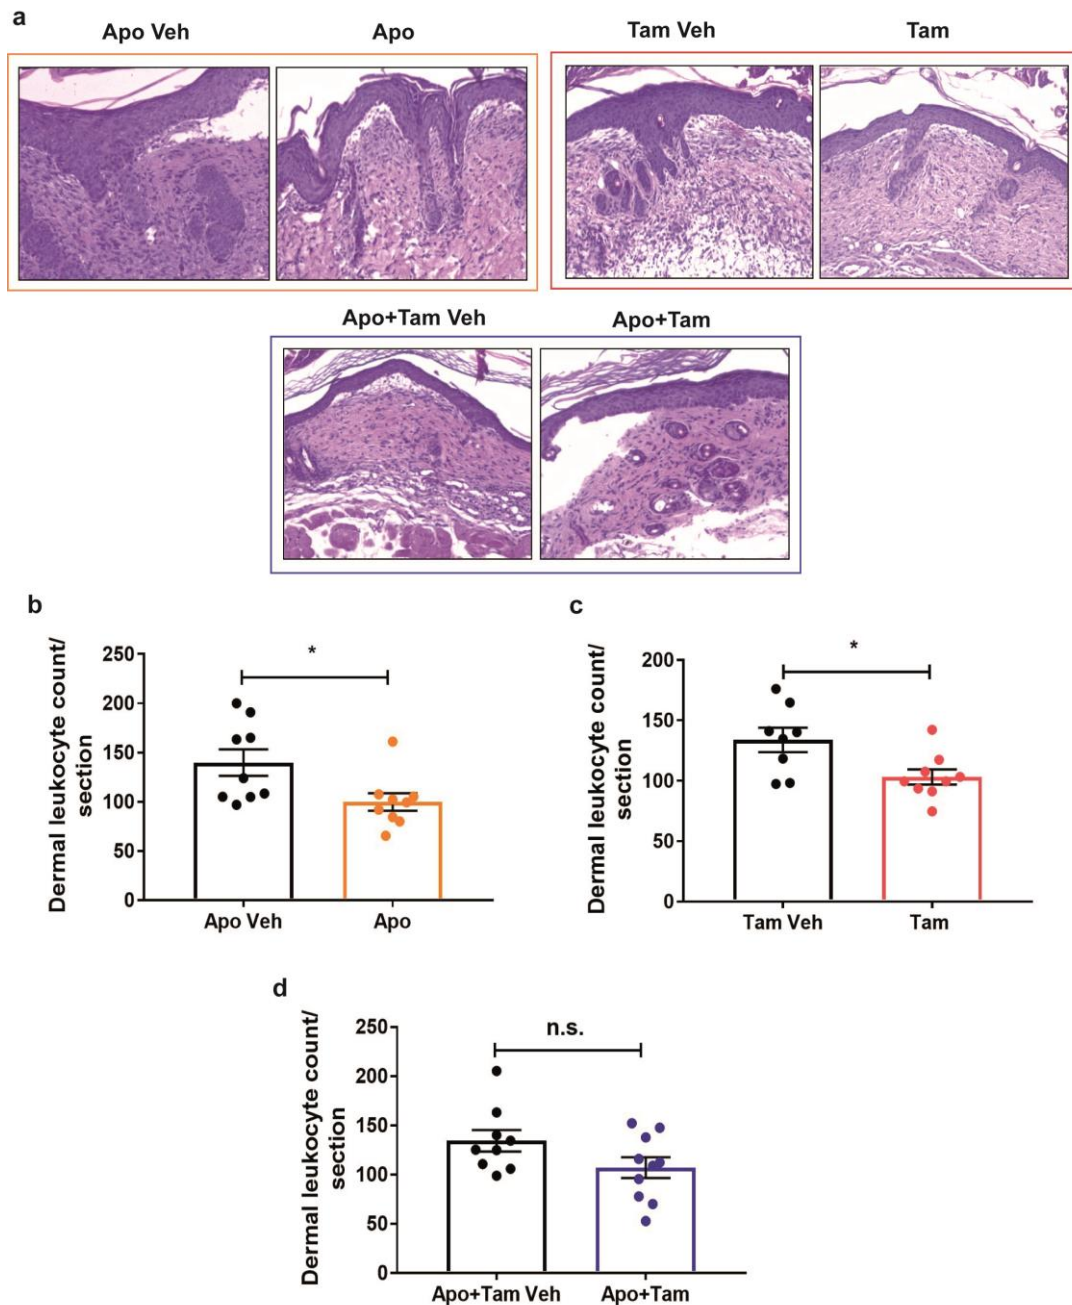 a
Apo Veh
Apo
Tam Veh
Tam
Apo+Tam Veh
Apo+Tam
b
Dermal leukocyte count/
section
250
200
150
100
50
0
*
Apo Veh
Apo
c
Dermal leukocyte count/
section
200
150
100
50
0
*
Tam Veh
Tam
d
Dermal leukocyte count/
section
250
200
150
100
50
0
n.s.
Apo+Tam Veh
Apo+Tam